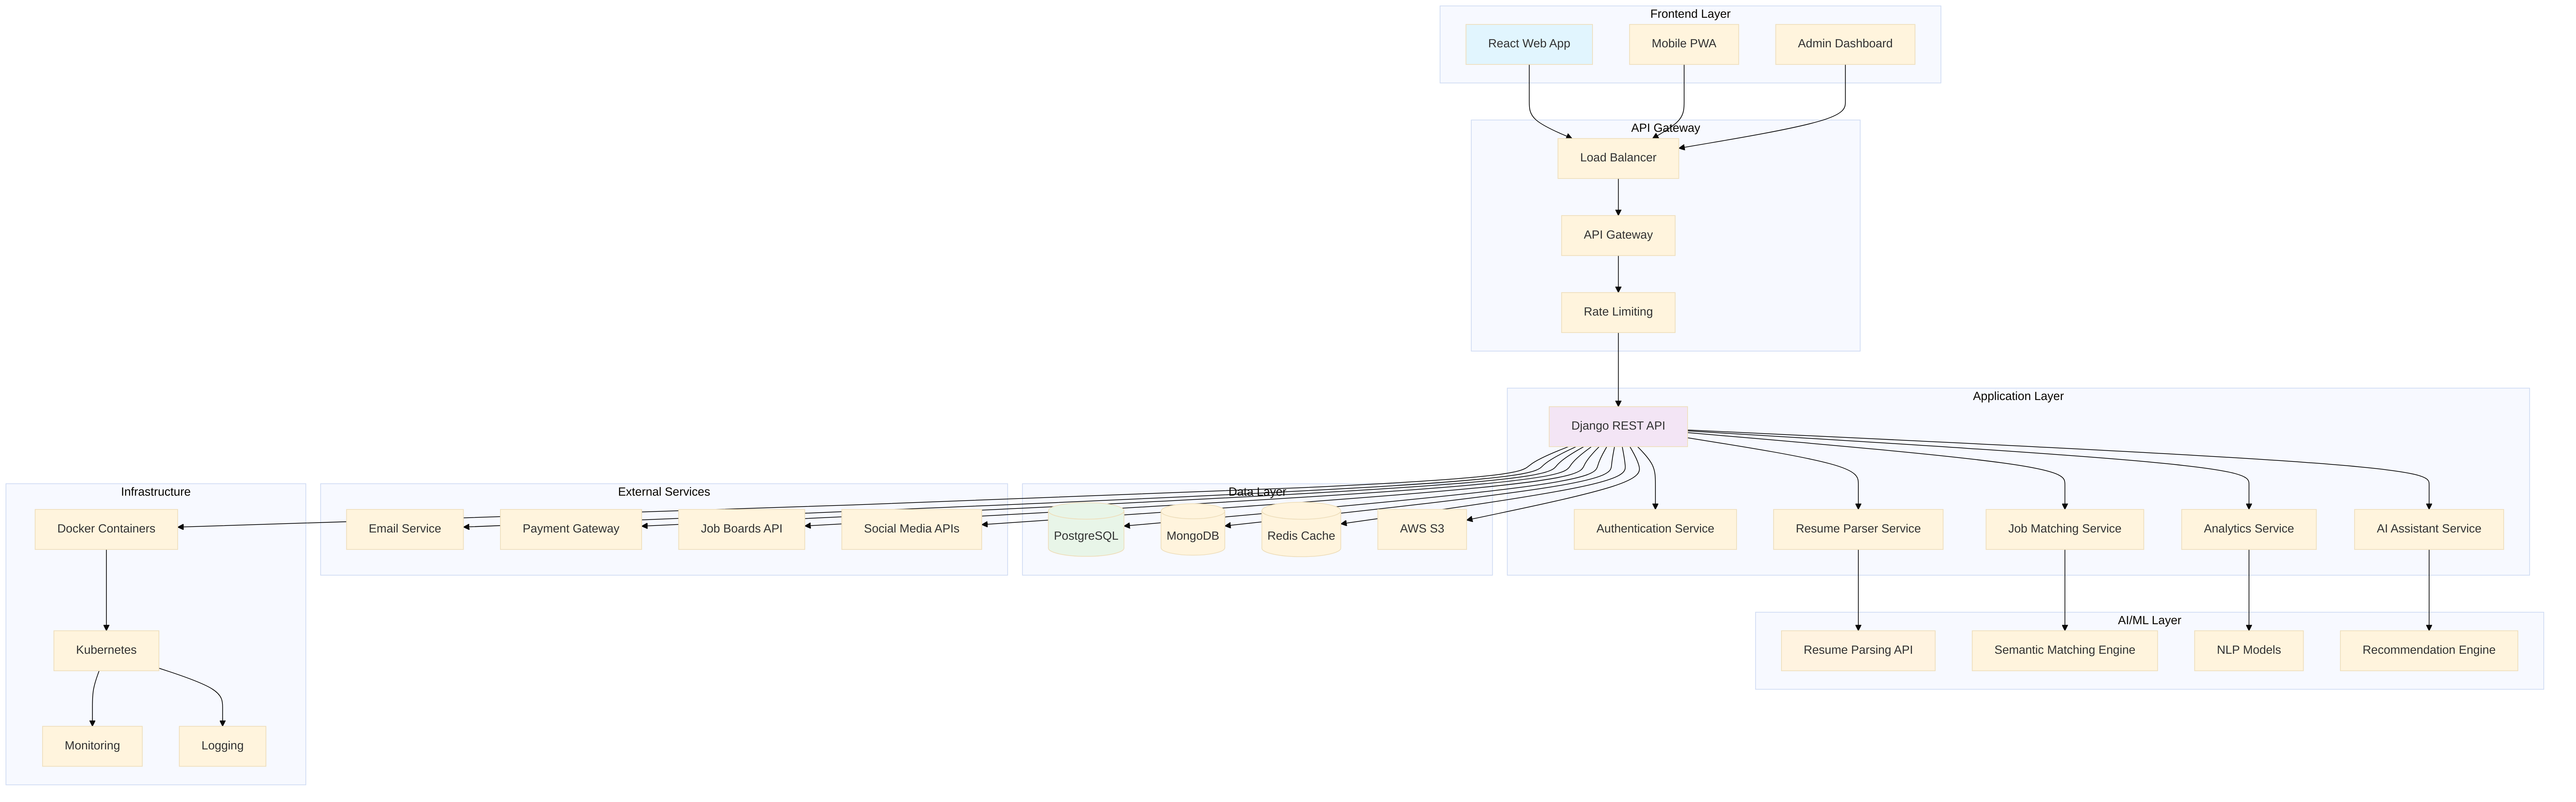 Frontend Layer
React Web App
Mobile PWA
Admin Dashboard
API Gateway
Load Balancer
API Gateway
Rate Limiting
Application Layer
Django REST API
Infrastructure
External Services
Data Layer
Docker Containers
Email Service
Payment Gateway
Job Boards API
Social Media APIs
PostgreSQL
MongoDB
Redis Cache
AWS S3
Authentication Service
Resume Parser Service
Job Matching Service
Analytics Service
AI Assistant Service
AI/ML Layer
Kubernetes
Resume Parsing API
Semantic Matching Engine
NLP Models
Recommendation Engine
Monitoring
Logging